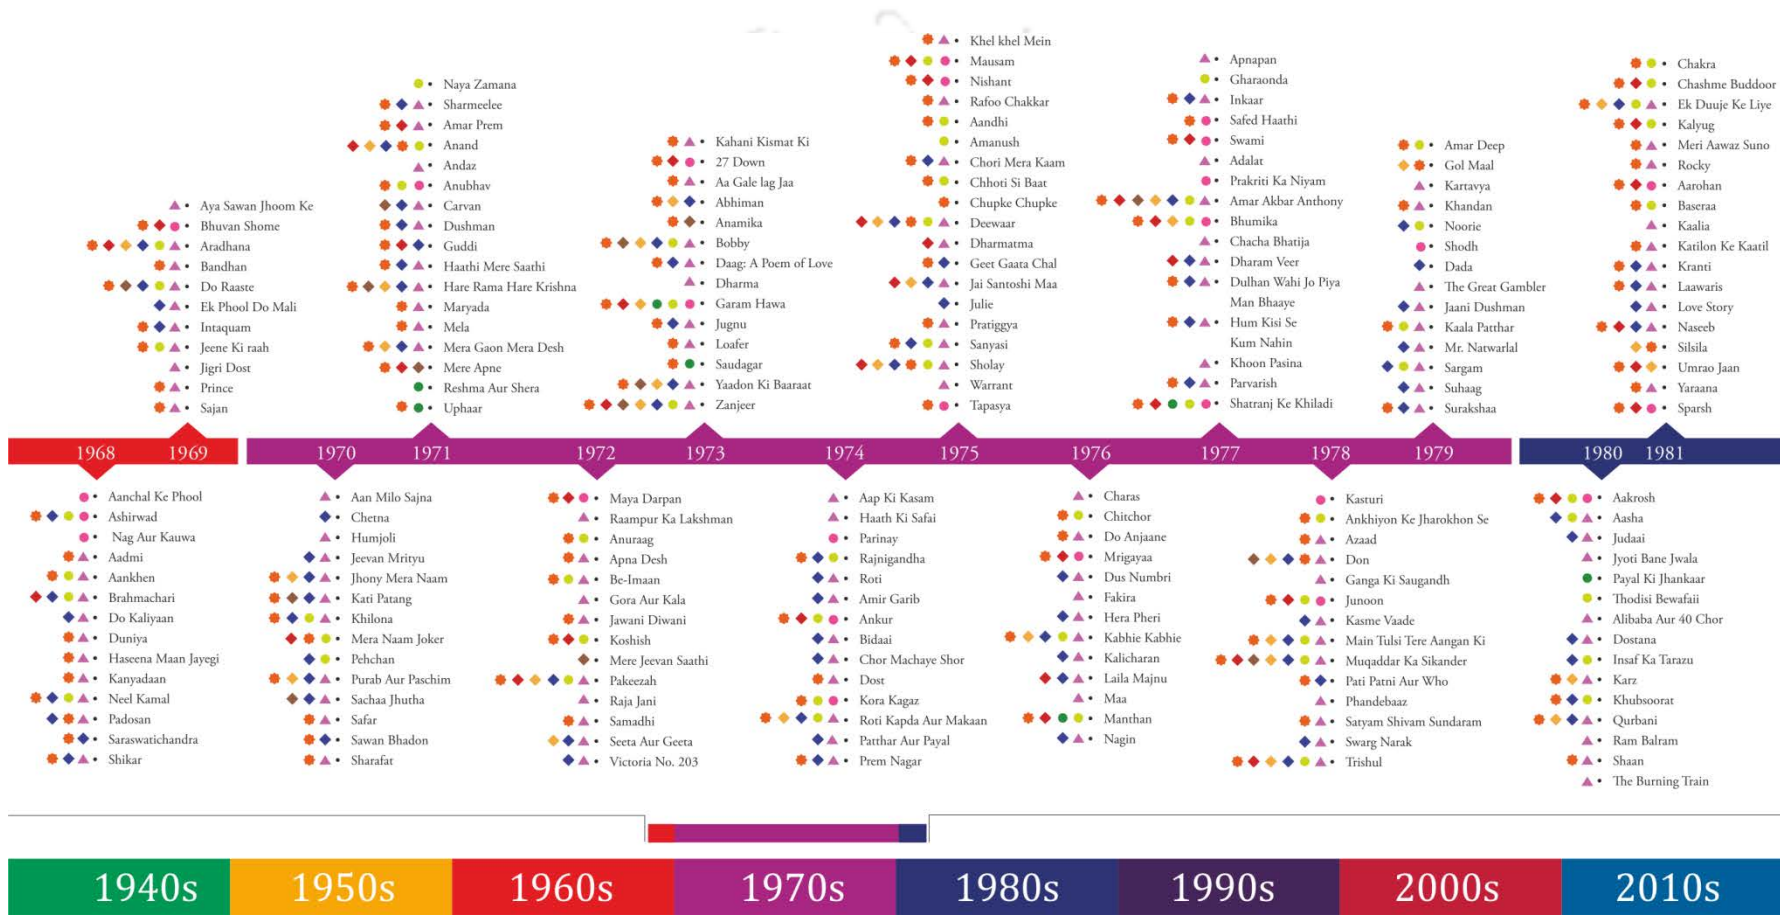 Aya Sawan Jhoom Ke
Bhuvan Shome
Aradhana
Bandhan
Do Raaste
Ek Phool Do Mali
Intaquam
Jeene Ki raah
Jigri Dost
Prince
Sajan
Naya Zamana
Sharmeelee
Amar Prem
Anand
Andaz
Anubhav
Carvan
Dushman
Guddi
Haathi Mere Saathi
Hare Rama Hare Krishna
Maryada
Mela
Mera Gaon Mera Desh
Mere Apne
Reshma Aur Shera
Uphaar
Kahani Kismat Ki
27 Down
Aa Gale lag Jaa
Abhiman
Anamika
Bobby
Daag: A Poem of Love
Dharma
Garam Hawa
Jugnu
Loafer
Saudagar
Yaadon Ki Baaraat
Zanjeer
Khel khel Mein
Mausam
Nishant
Rafoo Chakkar
Aandhi
Amanush
Chori Mera Kaam
Chhoti Si Baat
Chupke Chupke
Deewaar
Dharmatma
Geet Gaata Chal
Jai Santoshi Maa
Julie
Pratiggya
Sanyasi
Sholay
Warrant
Tapasya
Apnapan
Gharaonda
Inkaar
Safed Haathi
Swami
Adalat
Prakriti Ka Niyam
Amar Akbar Anthony
Bhumika
Chacha Bhatija
Dharam Veer
Dulhan Wahi Jo Piya
Man Bhaaye
Hum Kisi Se
Kum Nahin
Khoon Pasina
Parvarish
Shatranj Ke Khiladi
Amar Deep
Gol Maal
Kartavya
Khandan
Noorie
Shodh
Dada
The Great Gambler
Jaani Dushman
Kaala Patthar
Mr. Natwarlal
Sargam
Suhaag
Surakshaa
Chakra
Chashme Buddoor
Ek Duuje Ke Liye
Kalyug
Meri Aawaz Suno
Rocky
Aarohan
Baseraa
Kaalia
Katilon Ke Kaatil
Kranti
Laawaris
Love Story
Naseeb
Silsila
Umrao Jaan
Yaraana
Sparsh
1968 1969 1970 1971 1972 1973 1974 1975 1976 1977 1978 1979 1980 1981
Aanchal Ke Phool
Ashirwad
Nag Aur Kauwa
Aadmi
Aankhen
Brahmachari
Do Kaliyaan
Duniya
Haseena Maan Jayegi
Kanyadaan
Neel Kamal
Padosan
Saraswatichandra
Shikar
Aan Milo Sajna
Chetna
Humjoli
Jeevan Mrityu
Jhony Mera Naam
Kati Patang
Khilona
Mera Naam Joker
Pehchan
Purab Aur Paschim
Sachaa Jhutha
Safar
Sawan Bhadon
Sharafat
Maya Darpan
Raampur Ka Lakshman
Anuraag
Apna Desh
Be-Imaan
Gora Aur Kala
Jawani Diwani
Koshish
Mere Jeevan Saathi
Pakeezah
Raja Jani
Samadhi
Seeta Aur Geeta
Victoria No. 203
Aap Ki Kasam
Haath Ki Safai
Parinay
Rajnigandha
Roti
Amir Garib
Ankur
Bidaai
Chor Machaye Shor
Dost
Kora Kagaz
Roti Kapda Aur Makaan
Patthar Aur Payal
Prem Nagar
Charas
Chitchor
Do Anjaane
Mrigayaa
Dus Numbri
Fakira
Hera Pheri
Kabhie Kabhie
Kalicharan
Laila Majnu
Maa
Manthan
Nagin
Kasturi
Ankhiyon Ke Jharokhon Se
Azaad
Don
Ganga Ki Saugandh
Junoon
Kasme Vaade
Main Tulsi Tere Aangan Ki
Muqaddar Ka Sikander
Pati Patni Aur Who
Phandebaaz
Satyam Shivam Sundaram
Swarg Narak
Trishul
Aakrosh
Aasha
Judaai
Jyoti Bane Jwala
Payal Ki Jhankaar
Thodisi Bewafaii
Alibaba Aur 40 Chor
Dostana
Insaf Ka Tarazu
Karz
Khubsoorat
Qurbani
Ram Balram
Shaan
The Burning Train
1940s 1950s 1960s 1970s 1980s 1990s 2000s 2010s